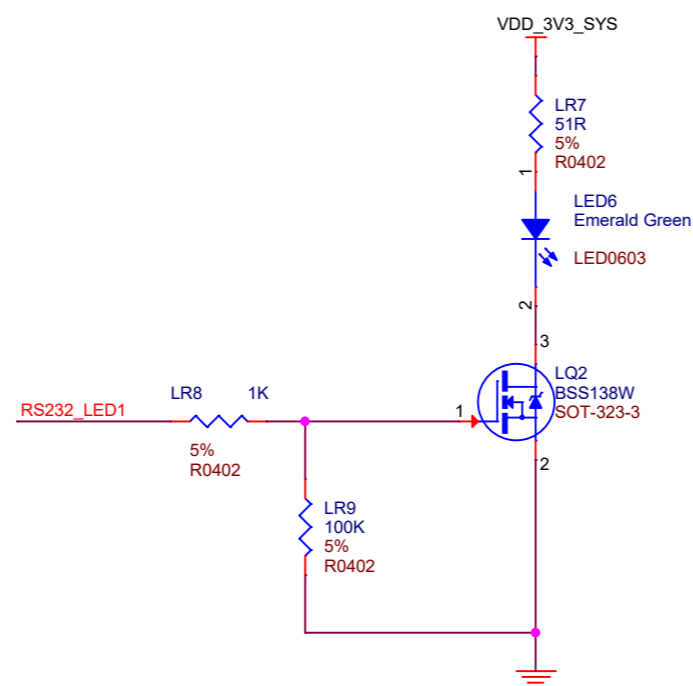 VDD_3V3_SYS
LR7
51R
5%
R0402
1
LED6
Emerald Green
LED0603
2
3
LQ2
BSS138W
SOT-323-3
LR8 1K
RS232_LED1
1
5%
R0402
2
LR9
100K
5%
R0402